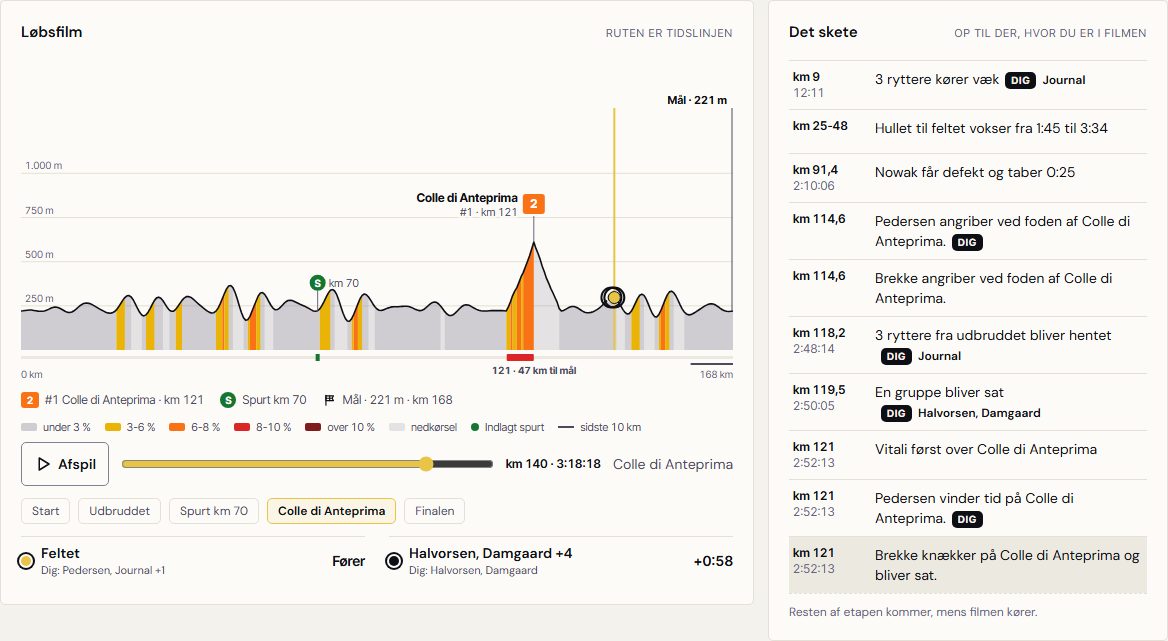 Løbsfilm
RUTEN ER TIDSLINJEN
Mål · 221 m
1.000 m
750 m
500 m
250 m
Colle di Anteprima
#1 · km 121
2
S km 70
121 · 47 km til mål
0 km
168 km
2 #1 Colle di Anteprima · km 121
S Spurt km 70
Mål · 221 m · km 168
under 3 %
3-6 %
6-8 %
8-10 %
over 10 %
nedkørsel
Indlagt spurt
sidste 10 km
Afspil
km 140 · 3:18:18
Colle di Anteprima
Start
Udbruddet
Spurt km 70
Colle di Anteprima
Finalen
Feltet
Dig: Pedersen, Journal +1
Fører
Halvorsen, Damgaard +4
Dig: Halvorsen, Damgaard
+0:58
Det skete
OP TIL DER, HVOR DU ER I FILMEN
km 9
12:11
3 ryttere kører væk DIG Journal
km 25-48
Hullet til feltet vokser fra 1:45 til 3:34
km 91,4
2:10:06
Nowak får defekt og taber 0:25
km 114,6
Pedersen angriber ved foden af Colle di
Anteprima. DIG
km 114,6
Brekke angriber ved foden af Colle di
Anteprima.
km 118,2
2:48:14
3 ryttere fra udbruddet bliver hentet
DIG Journal
km 119,5
2:50:05
En gruppe bliver sat
DIG Halvorsen, Damgaard
km 121
2:52:13
Vitali først over Colle di Anteprima
km 121
2:52:13
Pedersen vinder tid på Colle di
Anteprima. DIG
km 121
2:52:13
Brekke knækker på Colle di Anteprima og
bliver sat.
Resten af etapen kommer, mens filmen kører.